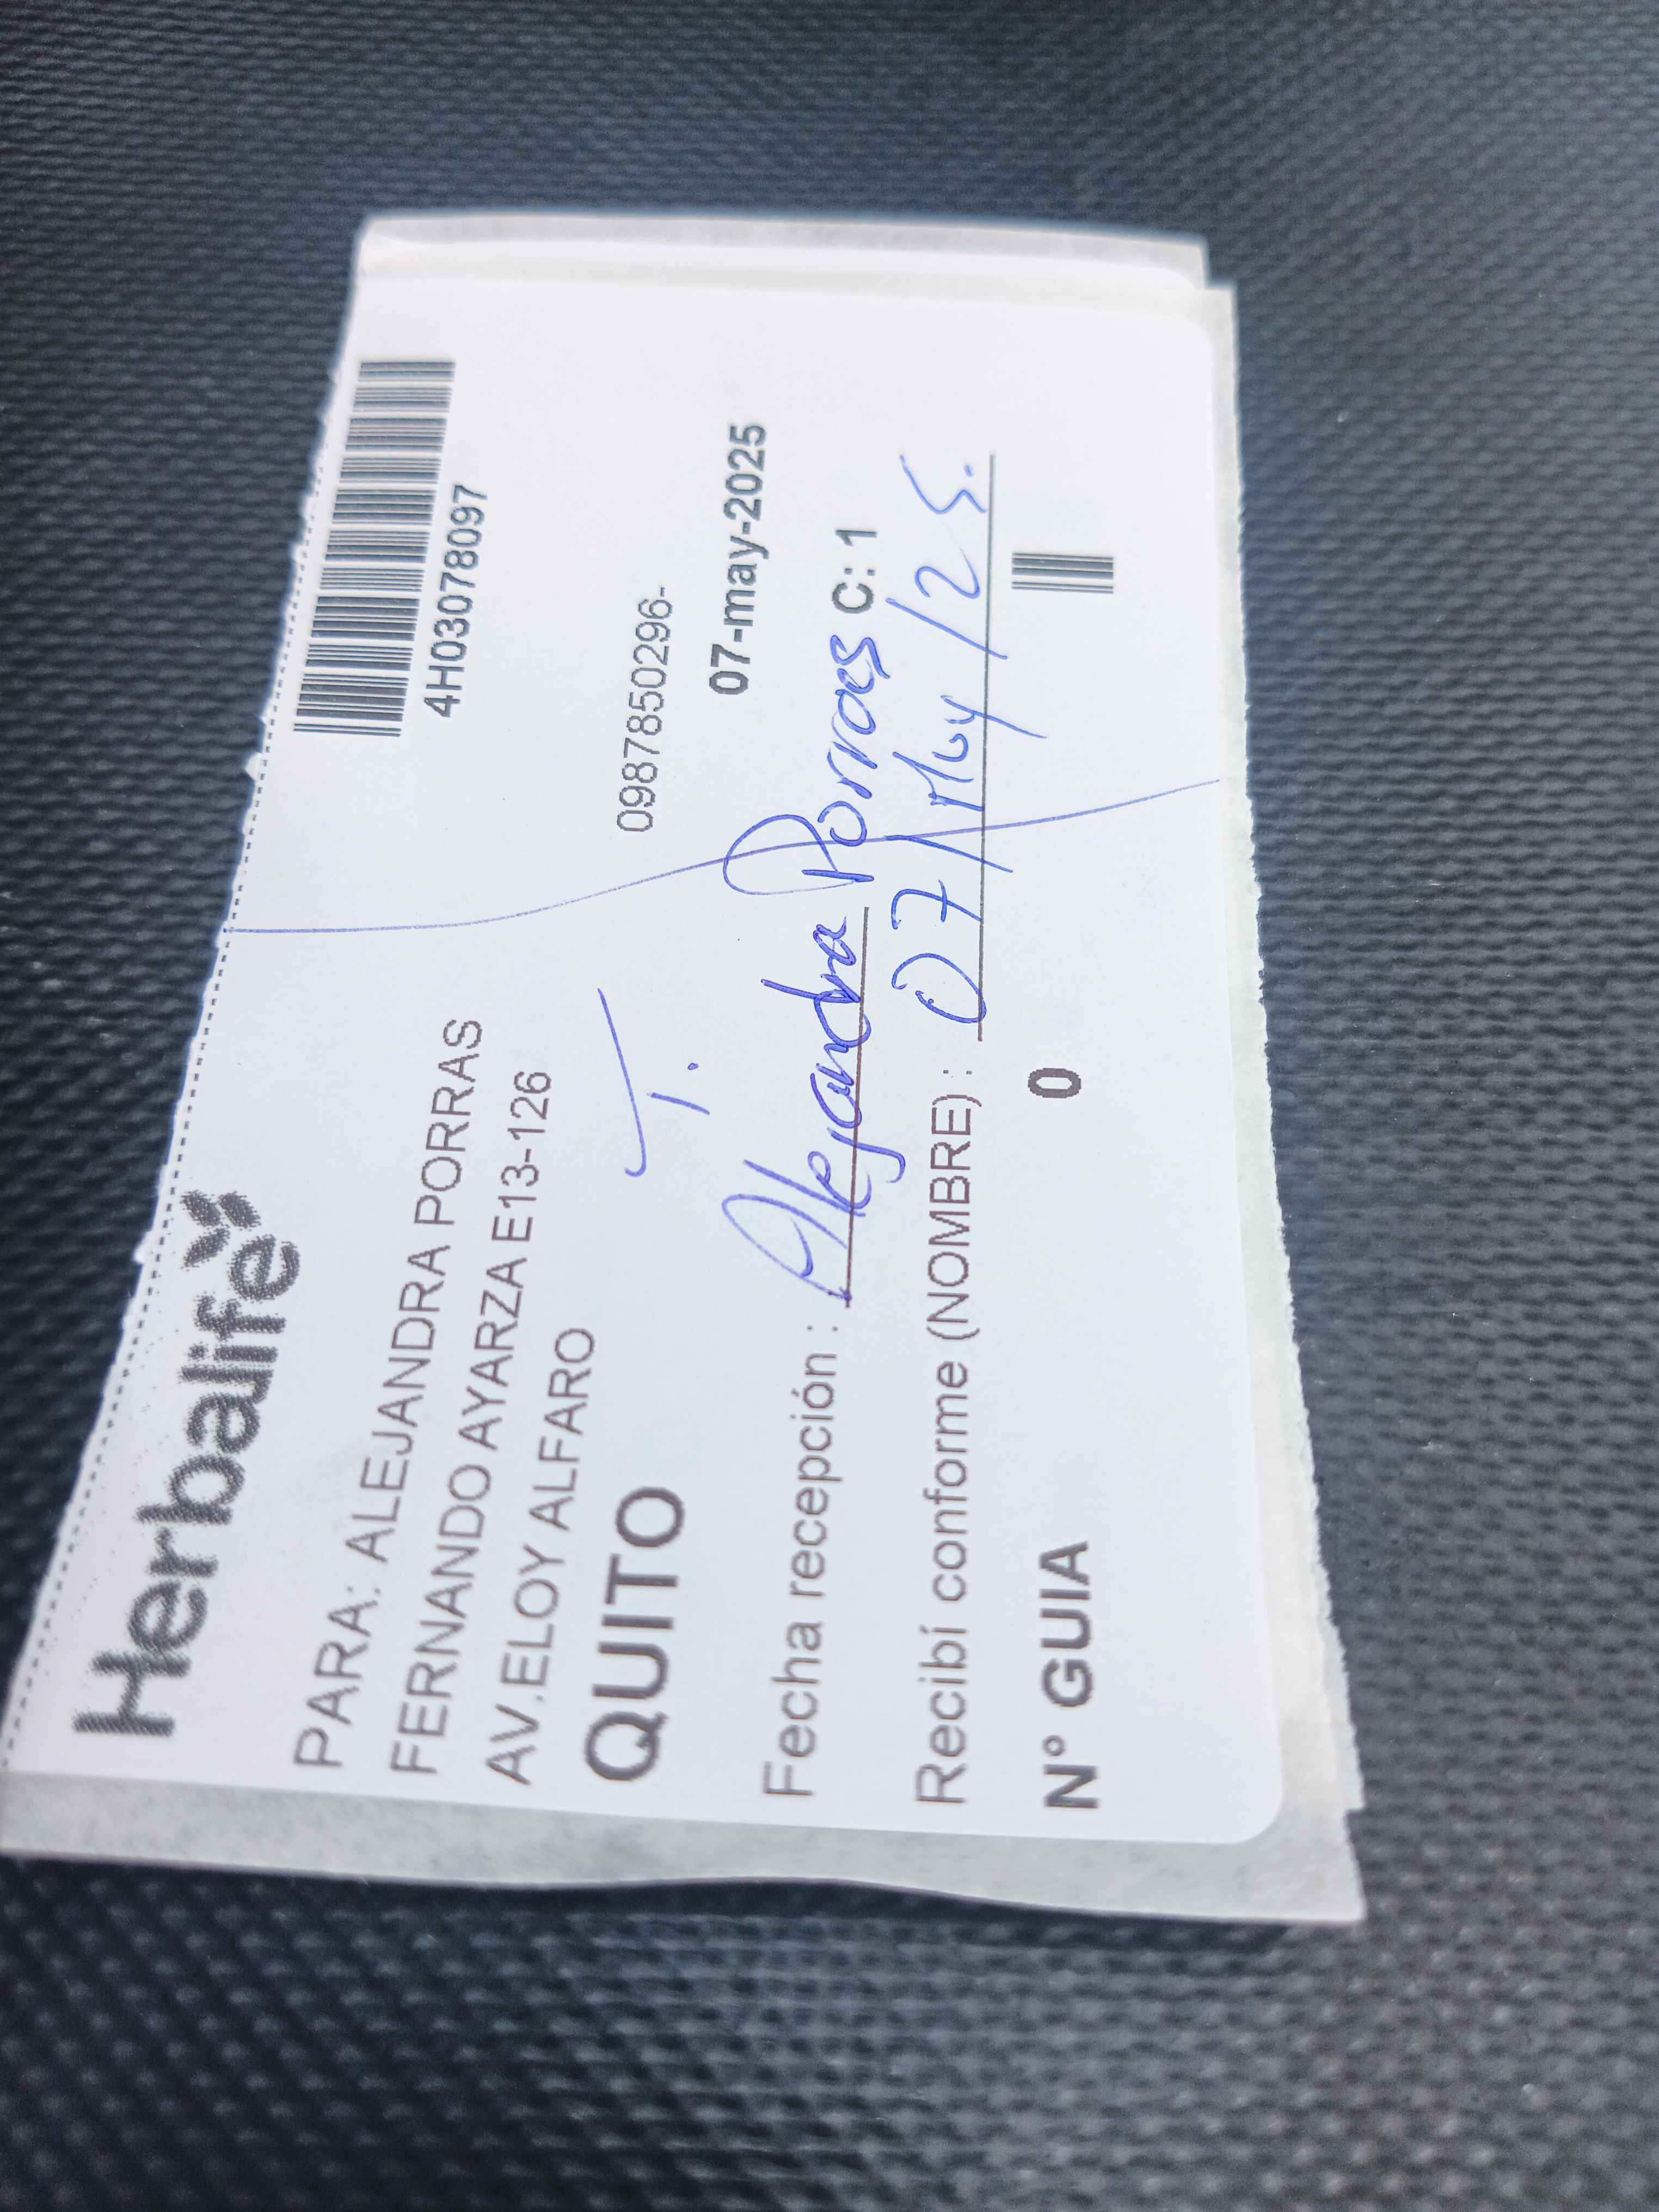 Herbalife
4H03078097
PARA: ALEJANDRA PORRAS
FERNANDO AYARZA E13-126
AV.ELOY ALFARO
QUITO
0987850296-
T.
07-may-2025
Fecha recepción : Alejandra Porras C: 1
Recibí conforme (NOMBRE) : 07/May/25.
N° GUIA 0